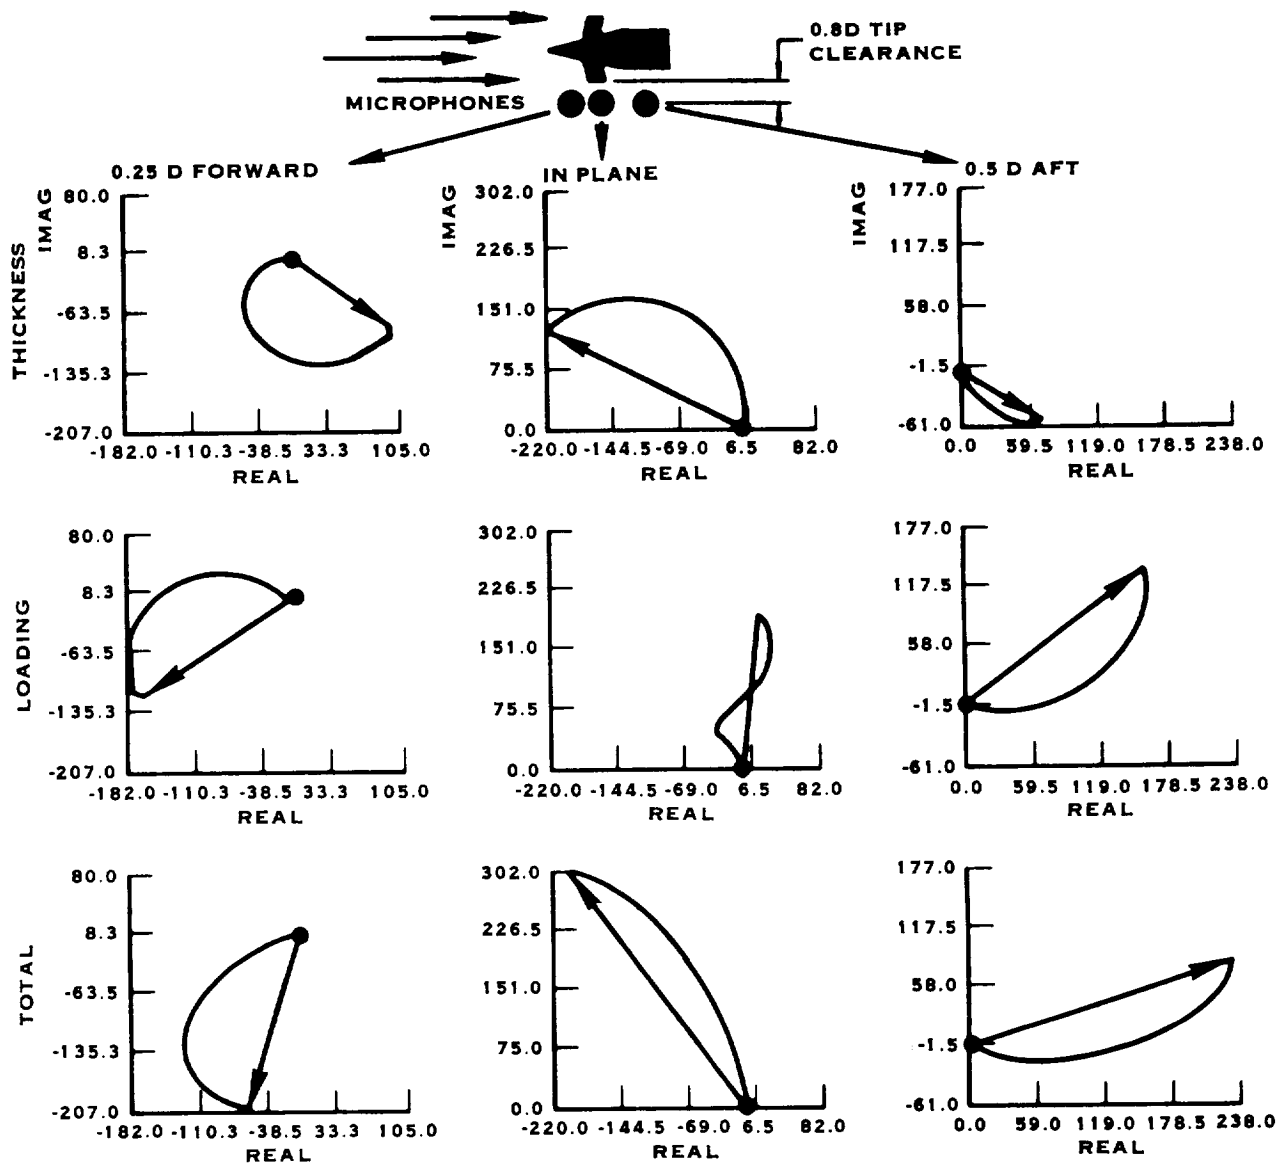 0.8D TIP
CLEARANCE
MICROPHONES
0.25 D FORWARD
IN PLANE
0.5 D AFT
THICKNESS
IMAG
80.0
8.3
-63.5
-135.3
-207.0
-182.0 -110.3 -38.5 33.3 105.0
REAL
IMAG
302.0
226.5
151.0
75.5
0.0
-220.0 -144.5 -69.0 6.5 82.0
REAL
IMAG
177.0
117.5
58.0
-1.5
-61.0
0.0 59.5 119.0 178.5 238.0
REAL
LOADING
80.0
8.3
-63.5
-135.3
-207.0
-182.0 -110.3 -38.5 33.3 105.0
REAL
302.0
226.5
151.0
75.5
0.0
-220.0 -144.5 -69.0 6.5 82.0
REAL
177.0
117.5
58.0
-1.5
-61.0
0.0 59.5 119.0 178.5 238.0
REAL
TOTAL
80.0
8.3
-63.5
-135.3
-207.0
-182.0 -110.3 -38.5 33.3 105.0
REAL
302.0
226.5
151.0
75.0
0.0
-220.0 -144.5 -69.0 6.5 82.0
REAL
177.0
117.5
58.0
-1.5
-61.0
0.0 59.0 119.0 178.5 238.0
REAL